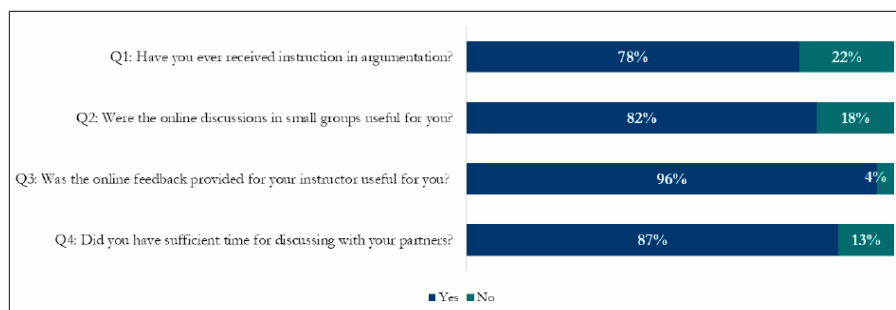 Q1: Have you ever received instruction in argumentation? 78% 22%
Q2: Were the online discussions in small groups useful for you? 82% 18%
Q3: Was the online feedback provided for your instructor useful for you? 96% 4%
Q4: Did you have sufficient time for discussing with your partners? 87% 13%
Yes No